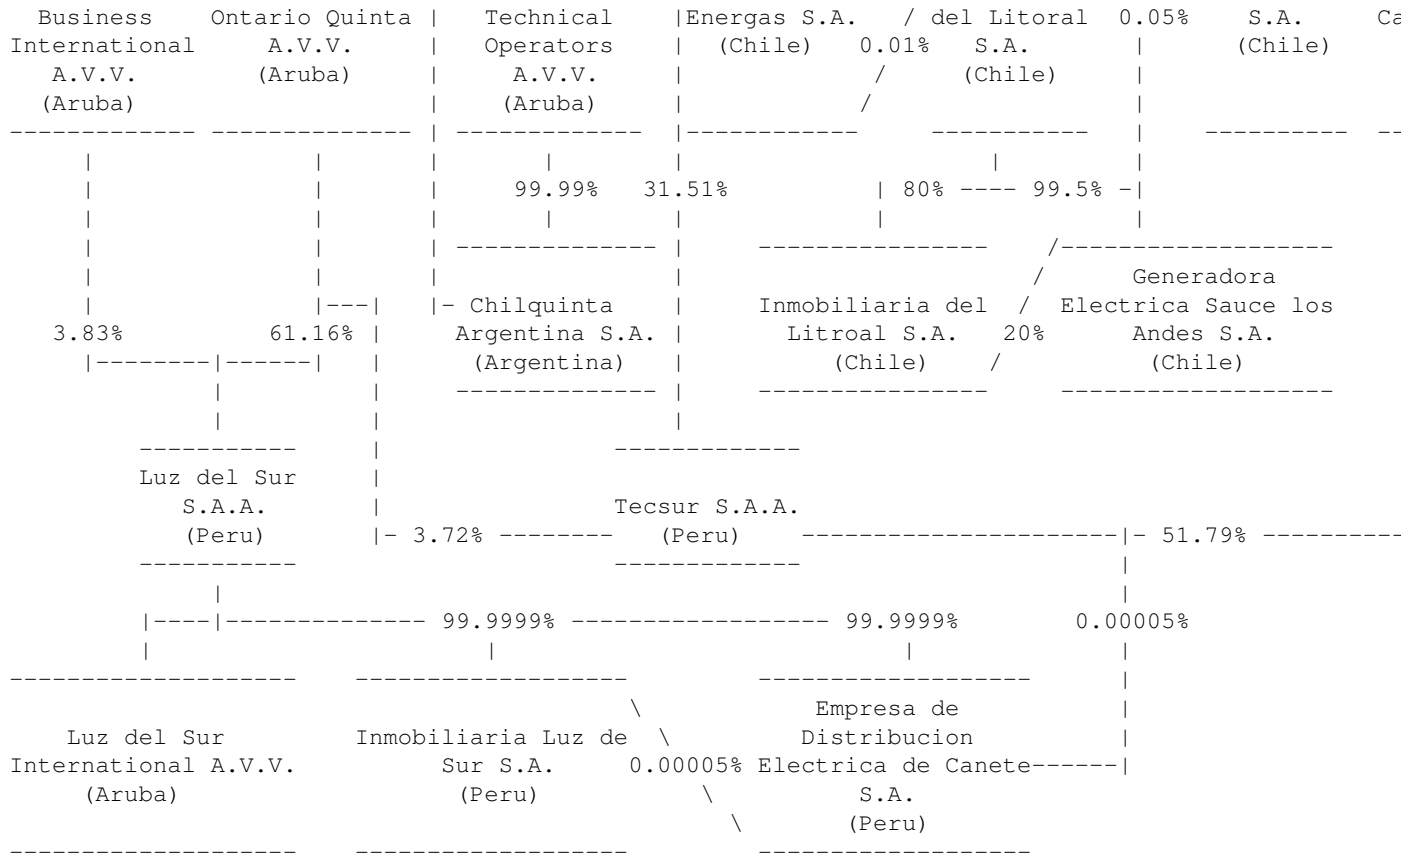 Business Ontario Quinta | Technical |Energas S.A. / del Litoral 0.05% S.A. Ca
International A.V.V. | Operators | (Chile) 0.01% S.A. | (Chile)
A.V.V. (Aruba) | A.V.V. | / (Chile) |
(Aruba) | (Aruba) | / |
99.99% 31.51% | 80% ---- 99.5% -|
Generadora
|---| |- Chilquinta | Inmobiliaria del / Electrica Sauce los
3.83% 61.16% | Argentina S.A. | Litroal S.A. 20% Andes S.A.
|--------|------| | (Argentina) | (Chile) / (Chile)
Luz del Sur |
S.A.A. | Tecsur S.A.A.
(Peru) |- 3.72% -------- (Peru) ----------------------|- 51.79% ----------
|----|-------------- 99.9999% ------------------ 99.9999% 0.00005%
\ Empresa de |
Luz del Sur Inmobiliaria Luz de \ Distribucion |
International A.V.V. Sur S.A. 0.00005% Electrica de Canete------|
(Aruba) (Peru) \ S.A.
\ (Peru)